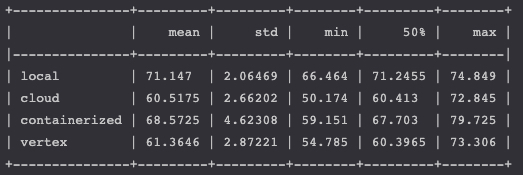 +---------------+---------+---------+--------+---------+--------+
|               |    mean |     std |    min |     50% |    max |
|---------------+---------+---------+--------+---------+--------|
| local         | 71.147  | 2.06469 | 66.464 | 71.2455 | 74.849 |
| cloud         | 60.5175 | 2.66202 | 50.174 | 60.413  | 72.845 |
| containerized | 68.5725 | 4.62308 | 59.151 | 67.703  | 79.725 |
| vertex        | 61.3646 | 2.87221 | 54.785 | 60.3965 | 73.306 |
+---------------+---------+---------+--------+---------+--------+